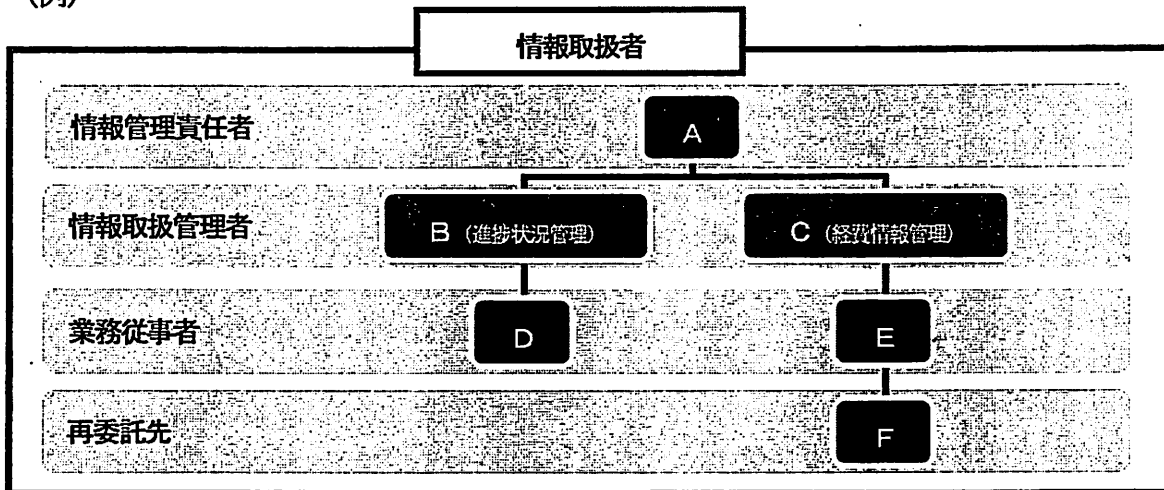 (例)
情報取扱者
情報管理責任者
A
情報取扱管理者
B (進捗状況管理)
C (経費情報管理)
業務従事者
D
E
再委託先
F